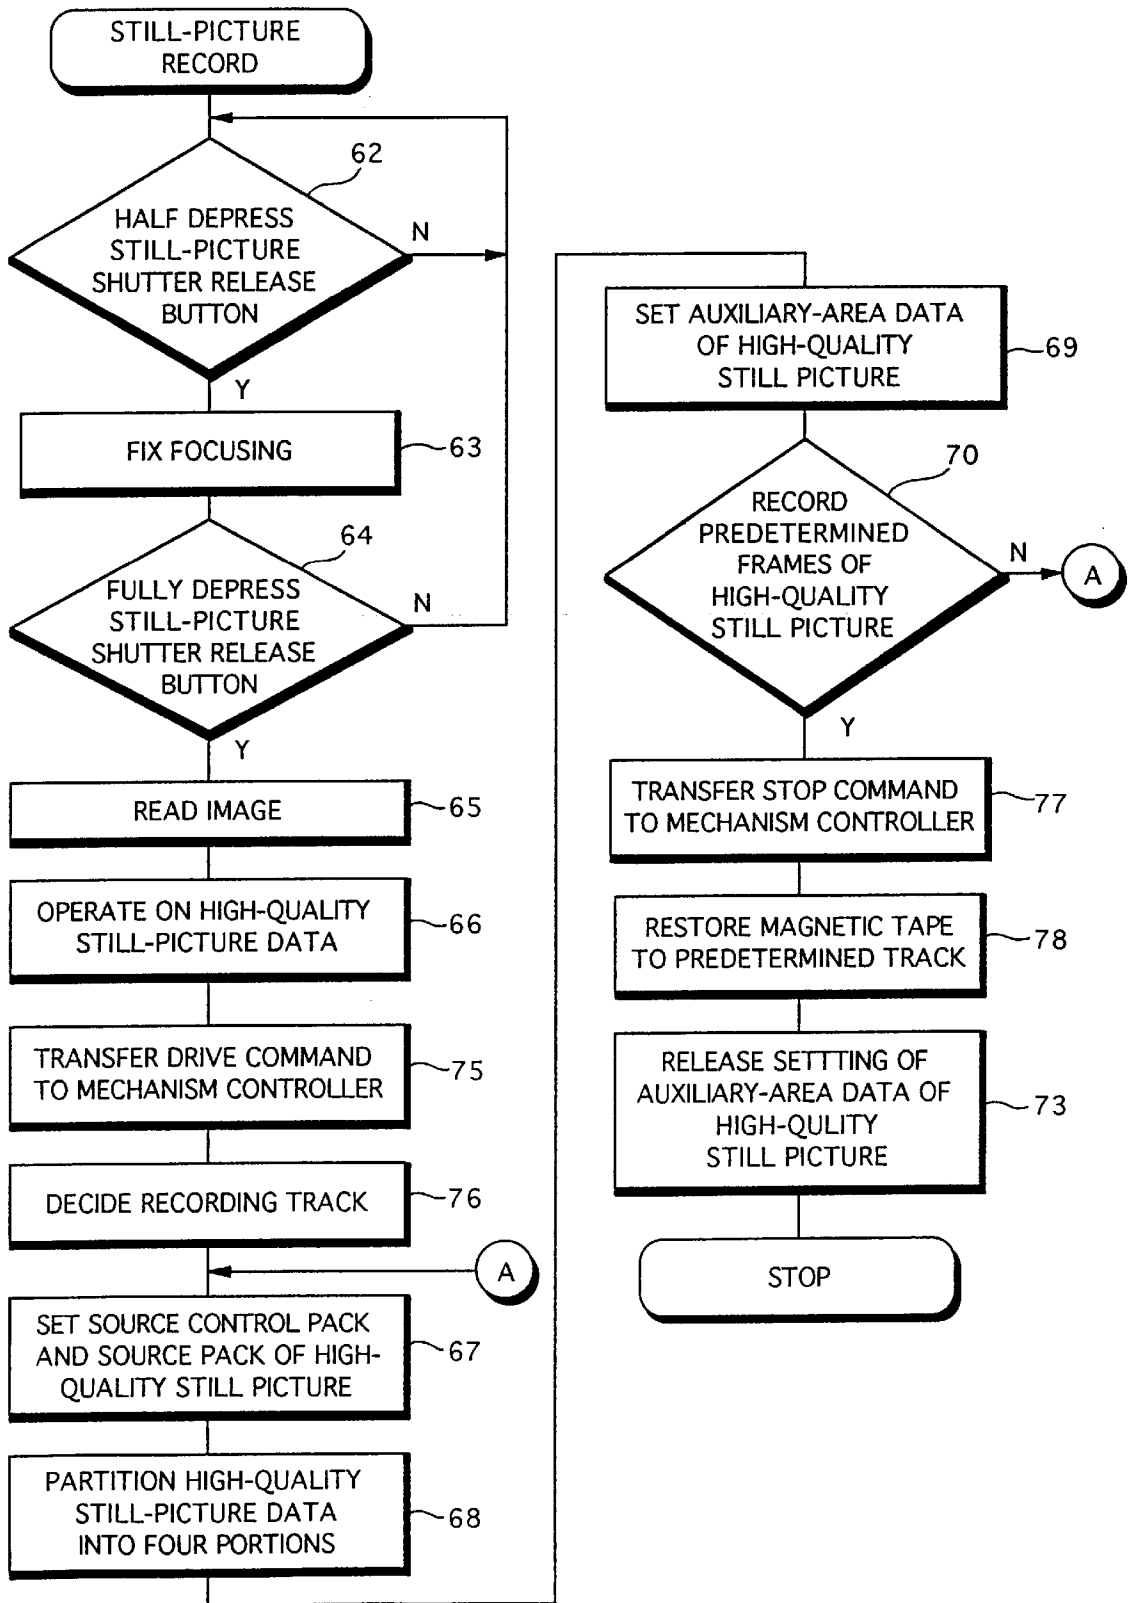 STILL-PICTURE
RECORD
62
HALF DEPRESS
STILL-PICTURE
SHUTTER RELEASE
BUTTON
N
Y
FIX FOCUSING
63
64
FULLY DEPRESS
STILL-PICTURE
SHUTTER RELEASE
BUTTON
N
Y
READ IMAGE
65
OPERATE ON HIGH-QUALITY
STILL-PICTURE DATA
66
TRANSFER DRIVE COMMAND
TO MECHANISM CONTROLLER
75
DECIDE RECORDING TRACK
76
A
SET SOURCE CONTROL PACK
AND SOURCE PACK OF HIGH-
QUALITY STILL PICTURE
67
PARTITION HIGH-QUALITY
STILL-PICTURE DATA
INTO FOUR PORTIONS
68
SET AUXILIARY-AREA DATA
OF HIGH-QUALITY
STILL PICTURE
69
70
RECORD
PREDETERMINED
FRAMES OF
HIGH-QUALITY
STILL PICTURE
N
A
Y
TRANSFER STOP COMMAND
TO MECHANISM CONTROLLER
77
RESTORE MAGNETIC TAPE
TO PREDETERMINED TRACK
78
RELEASE SETTTING OF
AUXILIARY-AREA DATA OF
HIGH-QULITY
STILL PICTURE
73
STOP